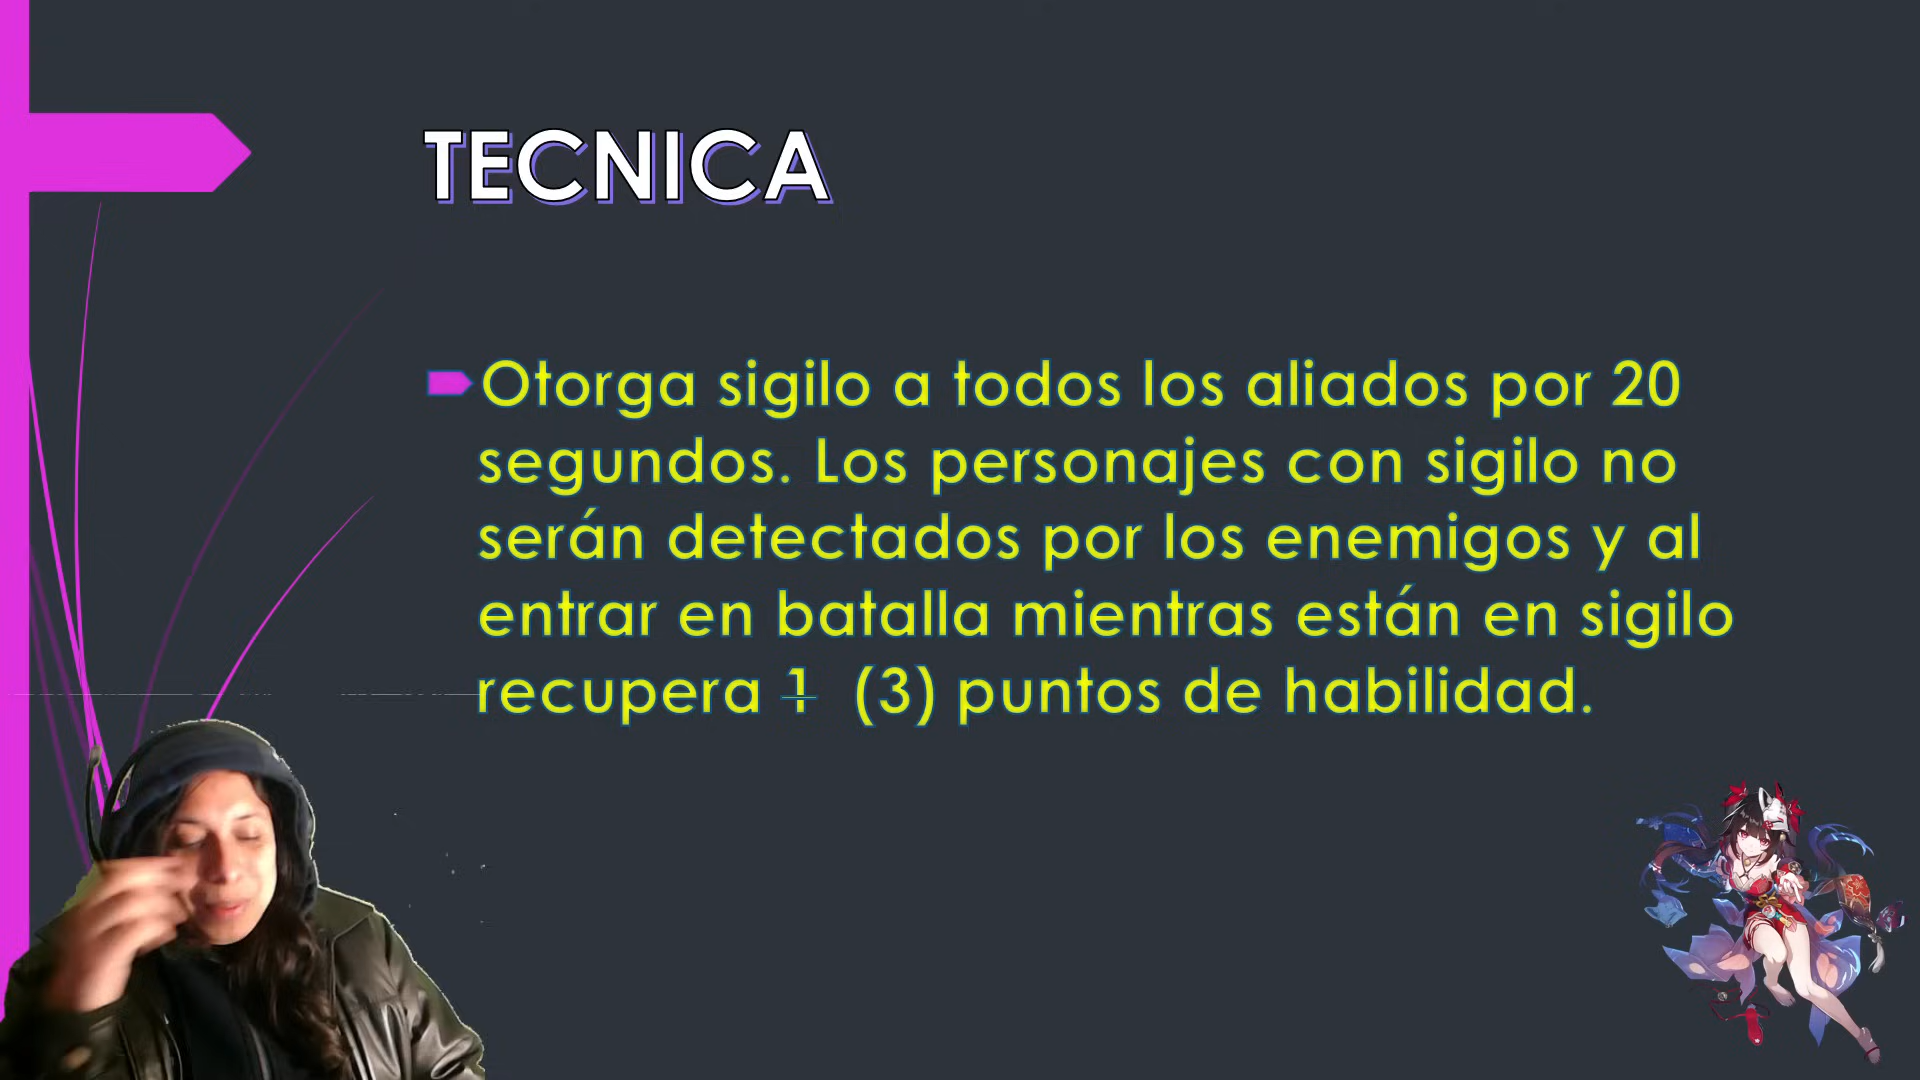 TECNICA
Otorga sigilo a todos los aliados por 20
segundos. Los personajes con sigilo no
serán detectados por los enemigos y al
entrar en batalla mientras están en sigilo
recupera 1 (3) puntos de habilidad.